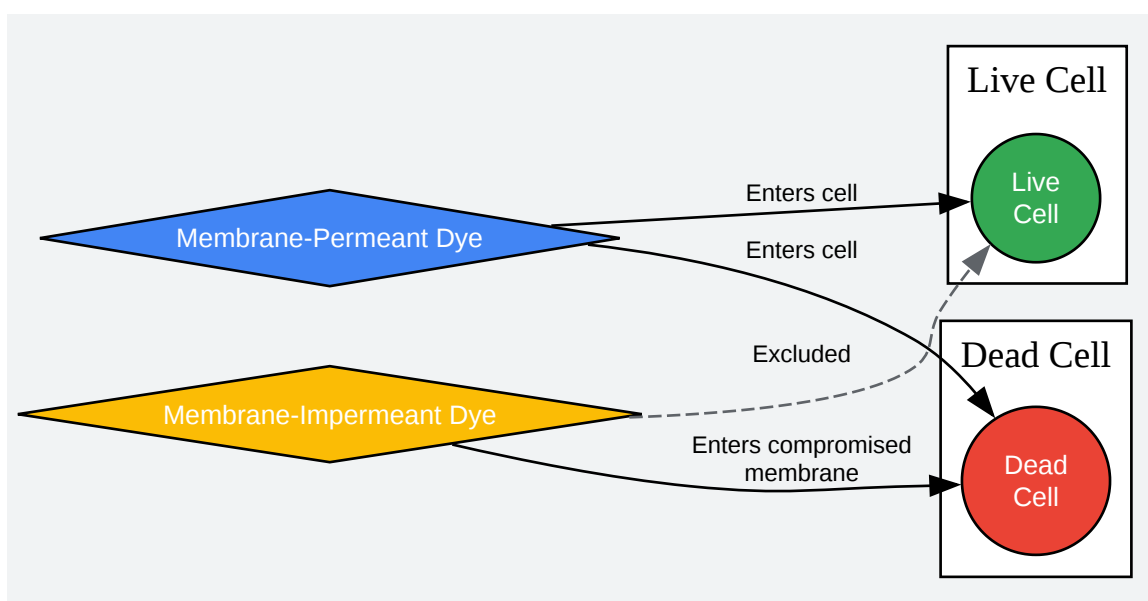 Live Cell
Live
Cell
Enters cell
Membrane-Permeant Dye
Enters cell
Excluded
Dead Cell
Membrane-Impermeant Dye
Enters compromised
membrane
Dead
Cell